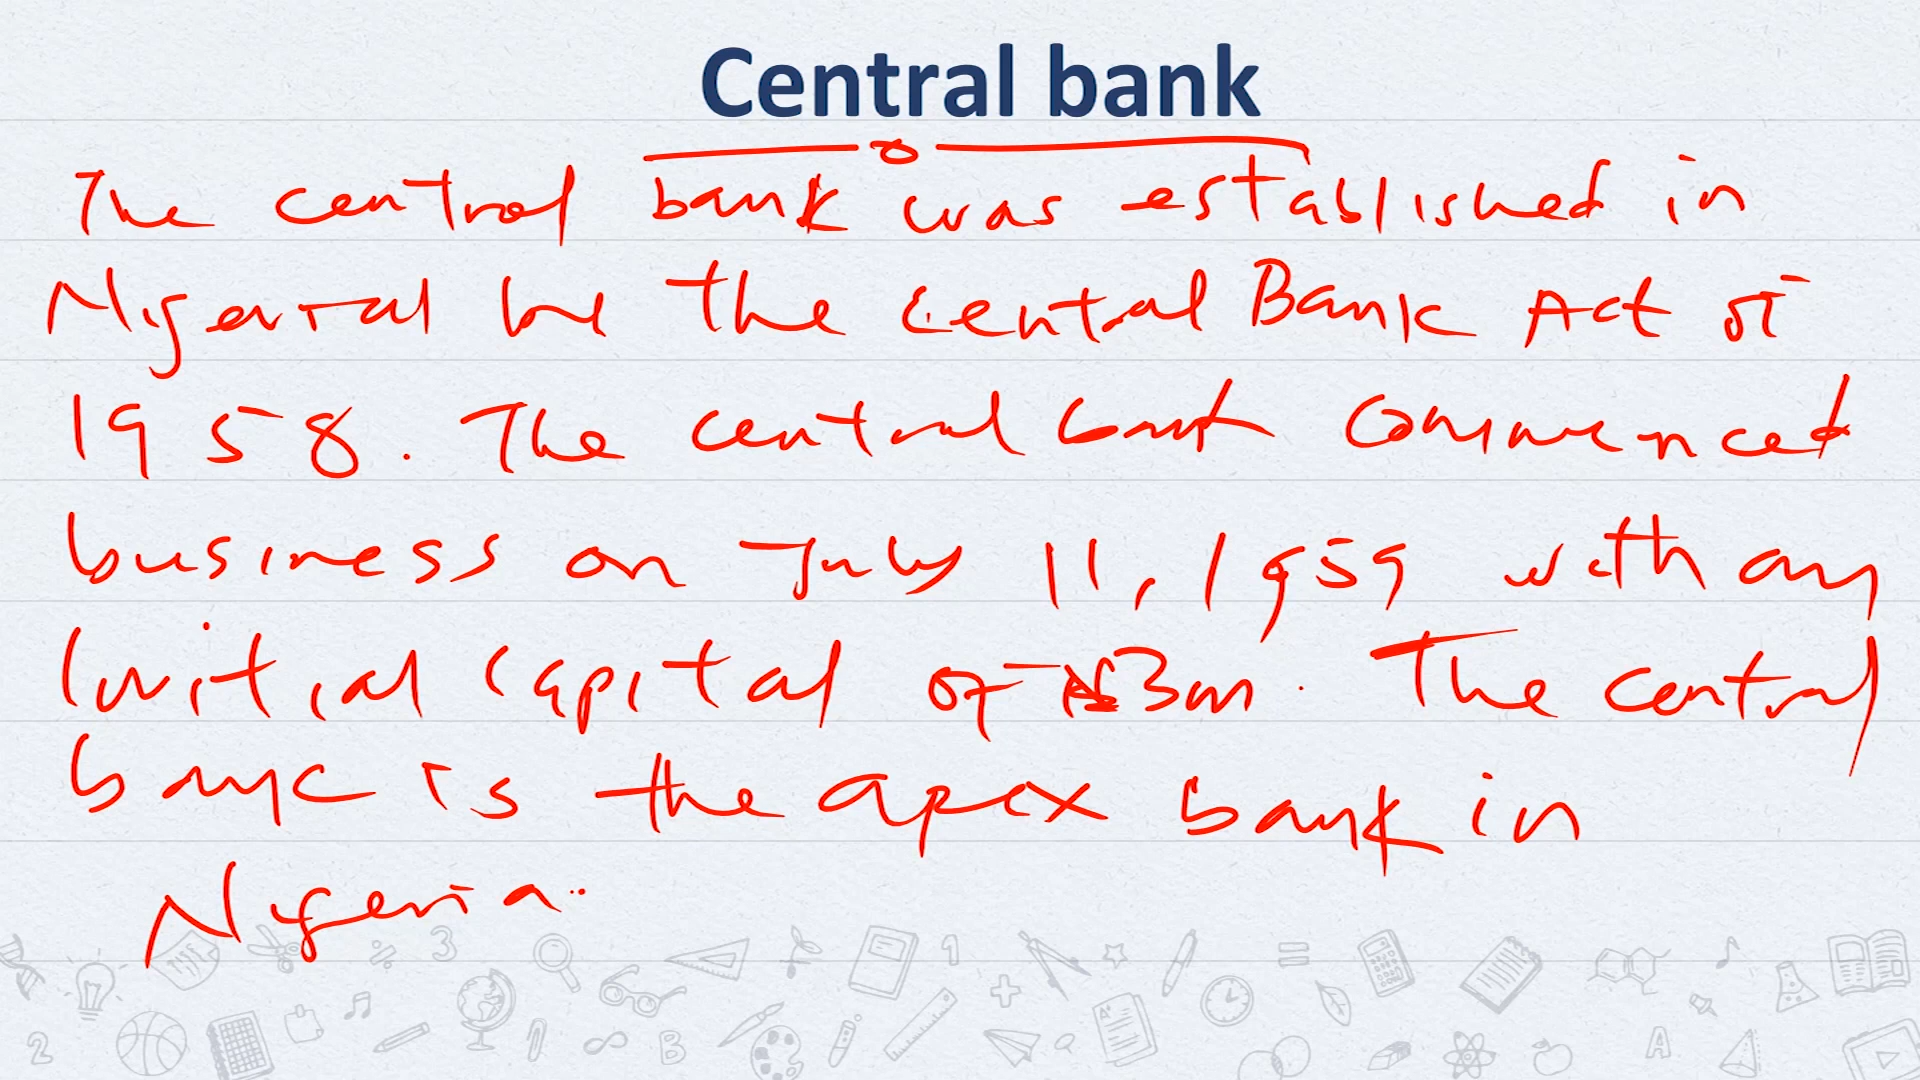 Central bank
The central bank was established in
Nigeria by the Central Bank Act of
1958. The central bank commenced
business on July 11, 1959 with an
initial capital of ₦3m. The central
bank is the apex bank in
Nigeria.